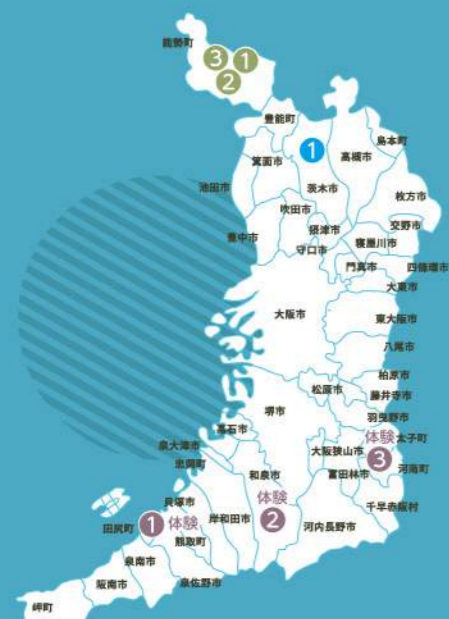 能勢町
3
1
2
豊能町
1
島本町
箕面市
高槻市
池田市
茨木市
枚方市
吹田市
摂津市
交野市
豊中市
守口市
寝屋川市
門真市
四條畷市
大東市
大阪市
東大阪市
八尾市
柏原市
松原市
藤井寺市
堺市
羽曳野市
高石市
体験
太子町
泉大津市
大阪狭山市
3
忠岡町
富田林市
河南町
和泉市
貝塚市
体験
千早赤阪村
田尻町
1
体験
岸和田市
2
河内長野市
熊取町
泉南市
阪南市
泉佐野市
岬町